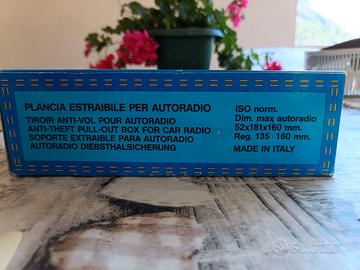 PLANCIA ESTRAIBILE PER AUTORADIO
TIROIR ANTI-VOL POUR AUTORADIO
ANTI-THEFT PULL-OUT BOX FOR CAR RADIO
SOPORTE EXTRAIBLE PARA AUTORADIO
AUTORADIO DIEBSTHALSICHERUNG
ISO norm.
Dim. max autoradio
52x181x160 mm.
Reg. 135 - 160 mm.
MADE IN ITALY
subito